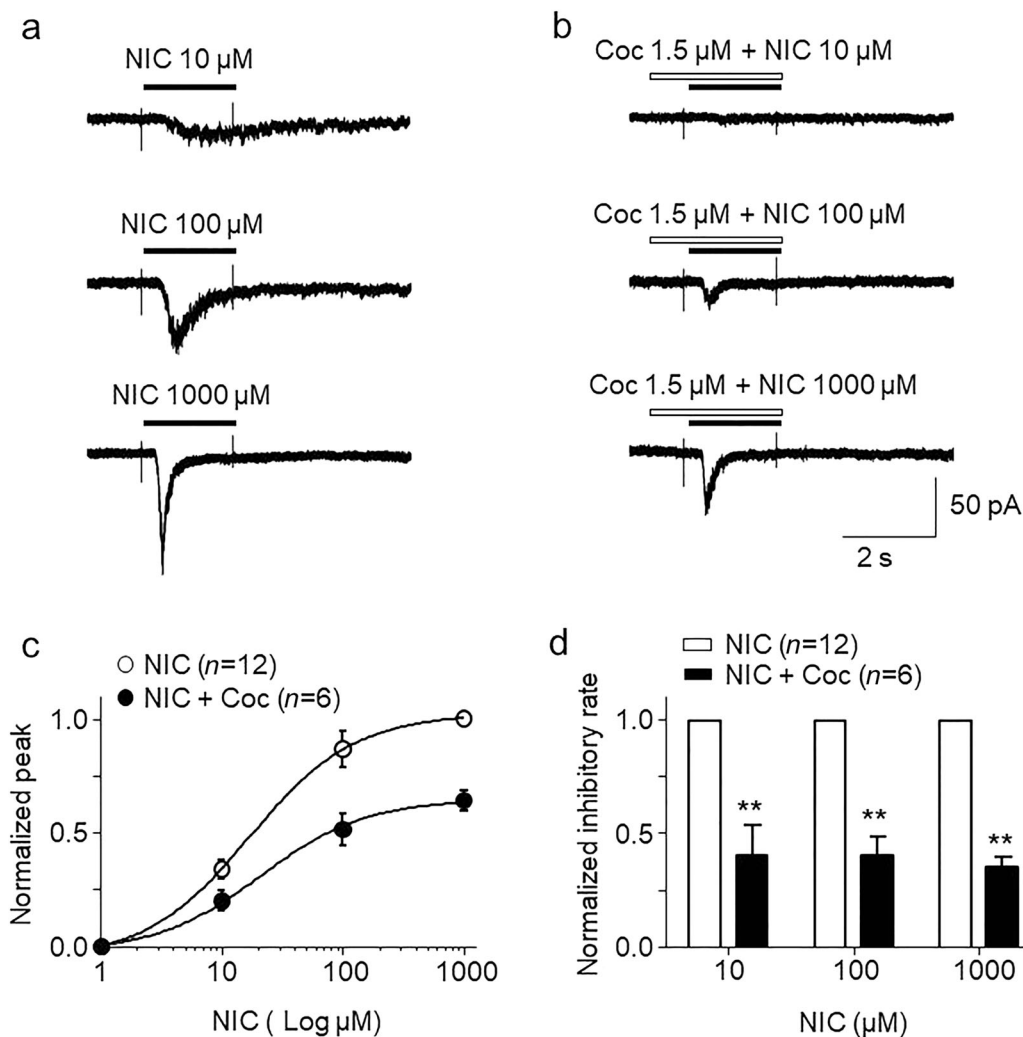 a
NIC 10 µM
NIC 100 µM
NIC 1000 µM
b
Coc 1.5 µM + NIC 10 µM
Coc 1.5 µM + NIC 100 µM
Coc 1.5 µM + NIC 1000 µM
50 pA
2 s
c
NIC (n=12)
NIC + Coc (n=6)
Normalized peak
1.0
0.5
0.0
1 10 100 1000
NIC ( Log µM)
d
NIC (n=12)
NIC + Coc (n=6)
Normalized inhibitory rate
1.0
0.5
0.0
** ** **
10 100 1000
NIC (µM)